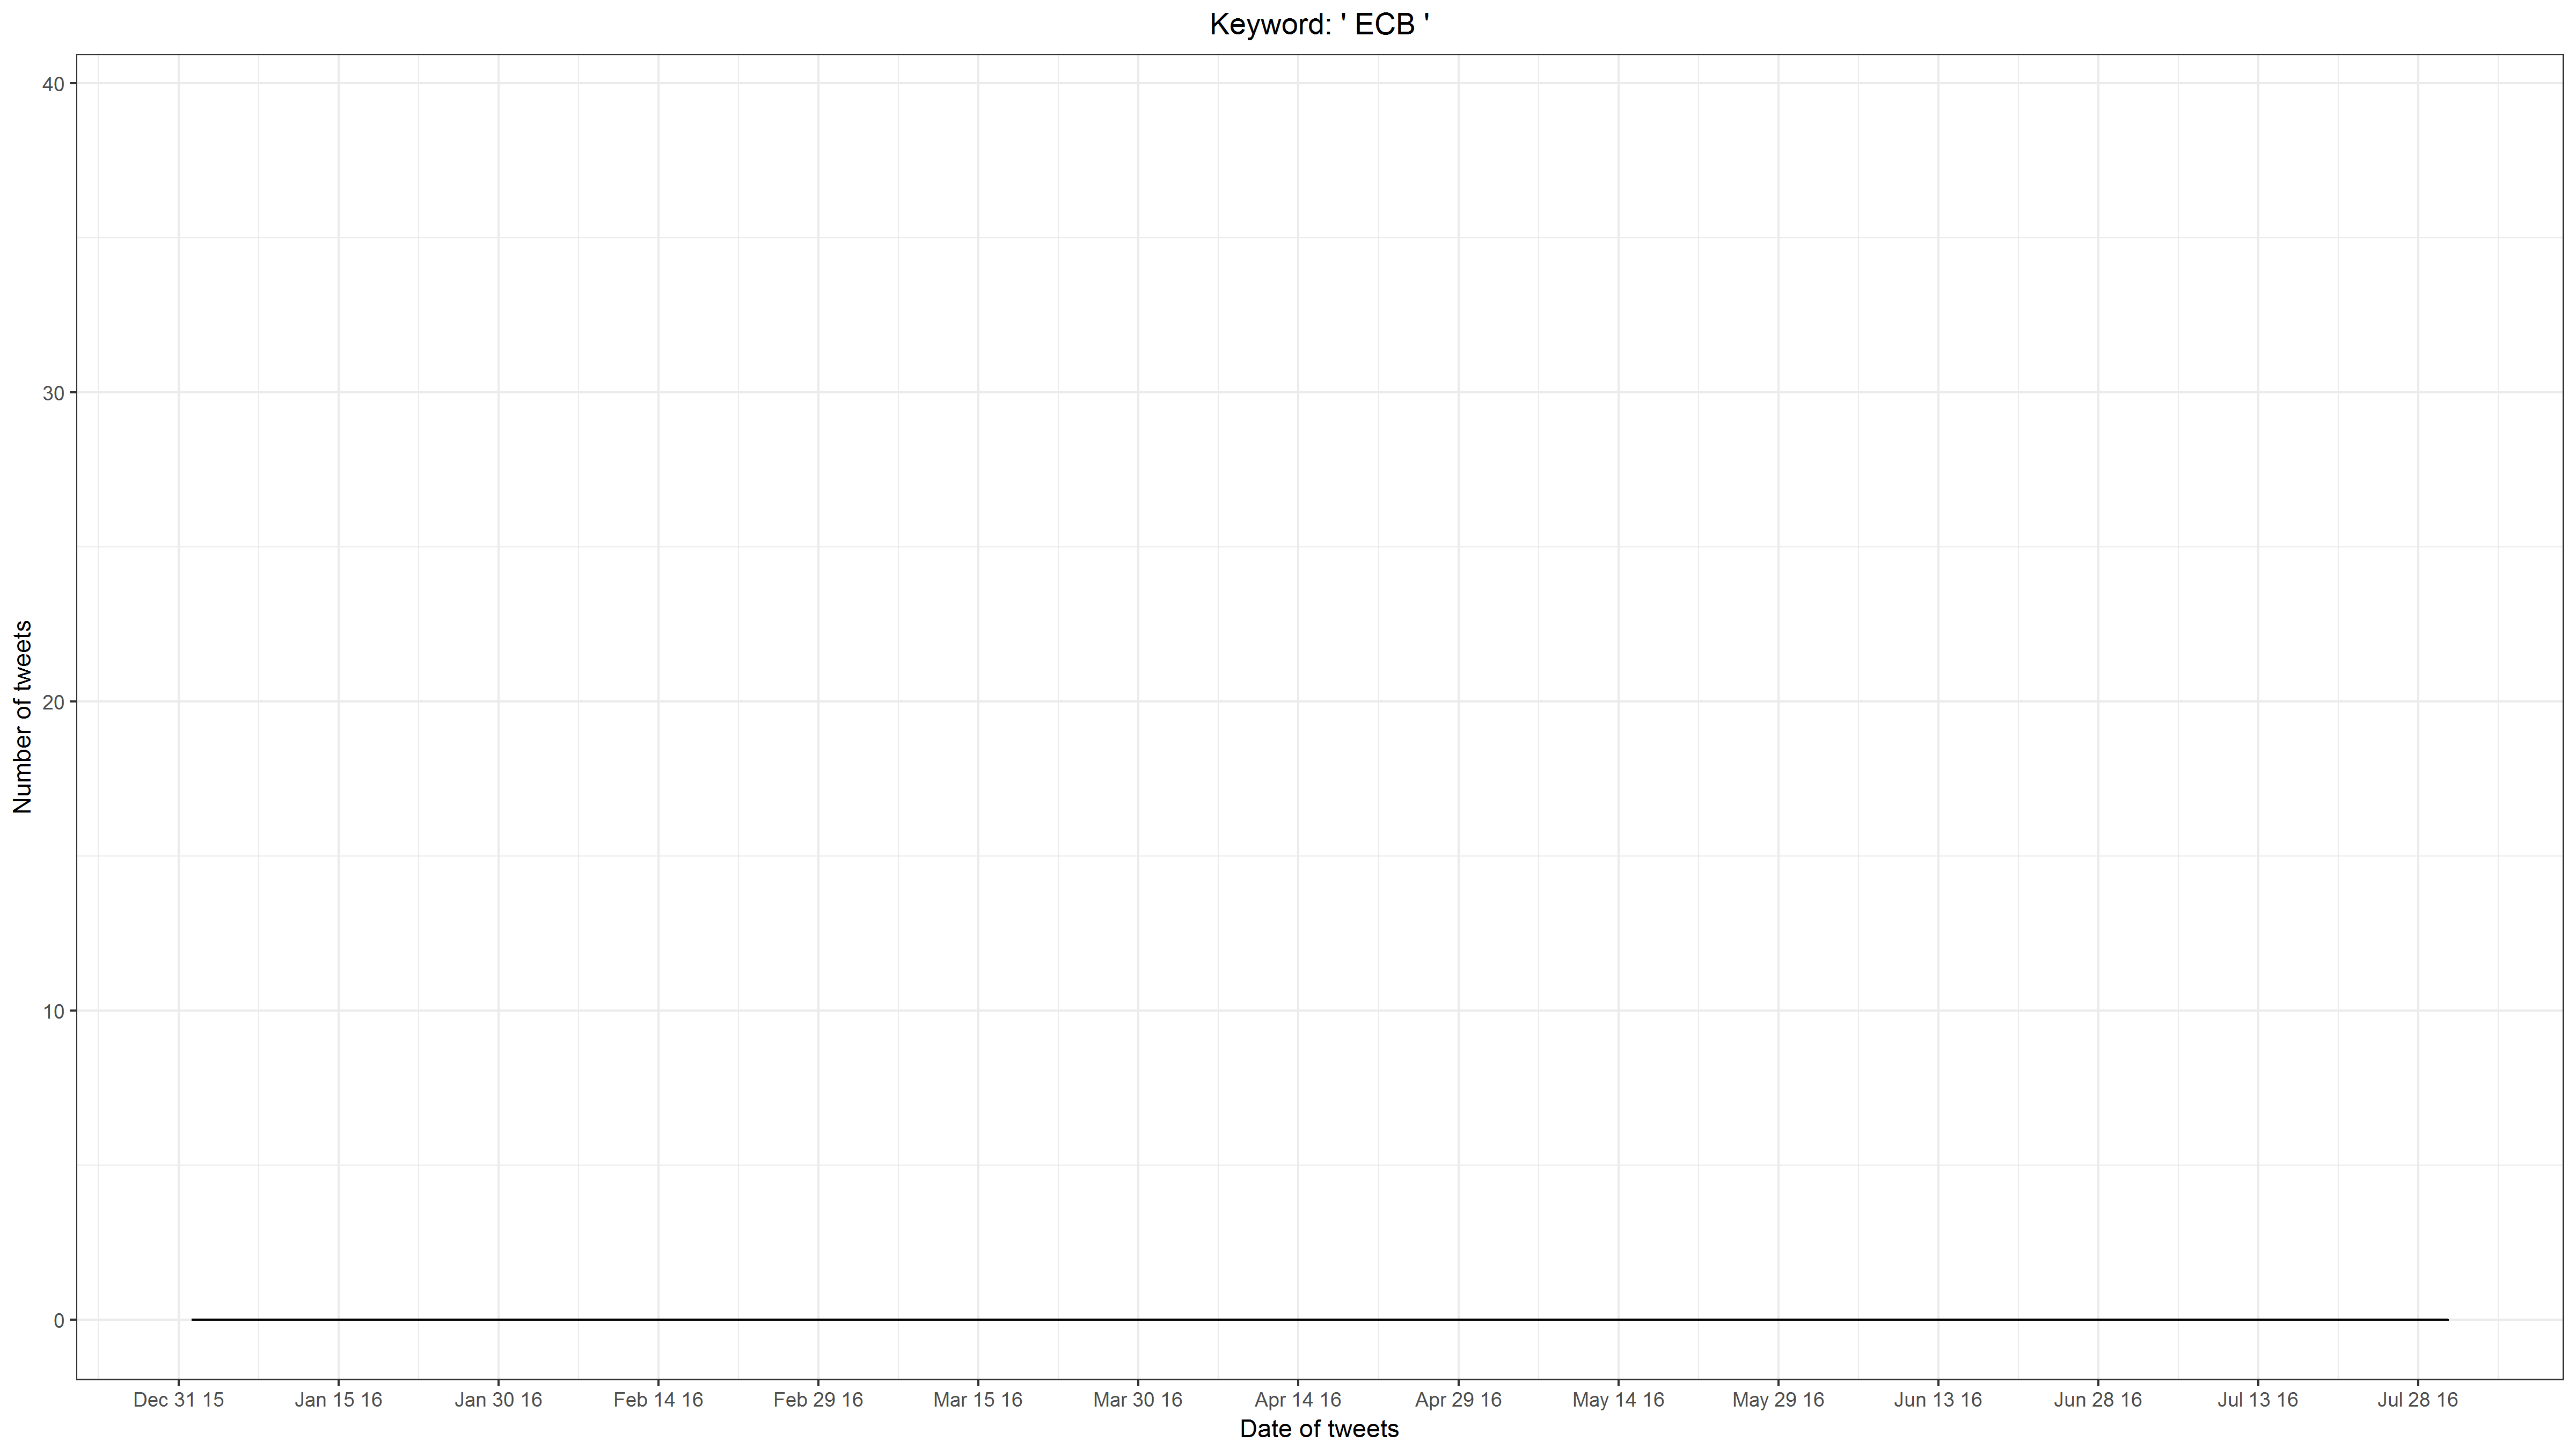 Keyword: ' ECB '
40
30
20
10
0
Number of tweets
Dec 31 15
Jan 15 16
Jan 30 16
Feb 14 16
Feb 29 16
Mar 15 16
Mar 30 16
Apr 14 16
Apr 29 16
May 14 16
May 29 16
Jun 13 16
Jun 28 16
Jul 13 16
Jul 28 16
Date of tweets